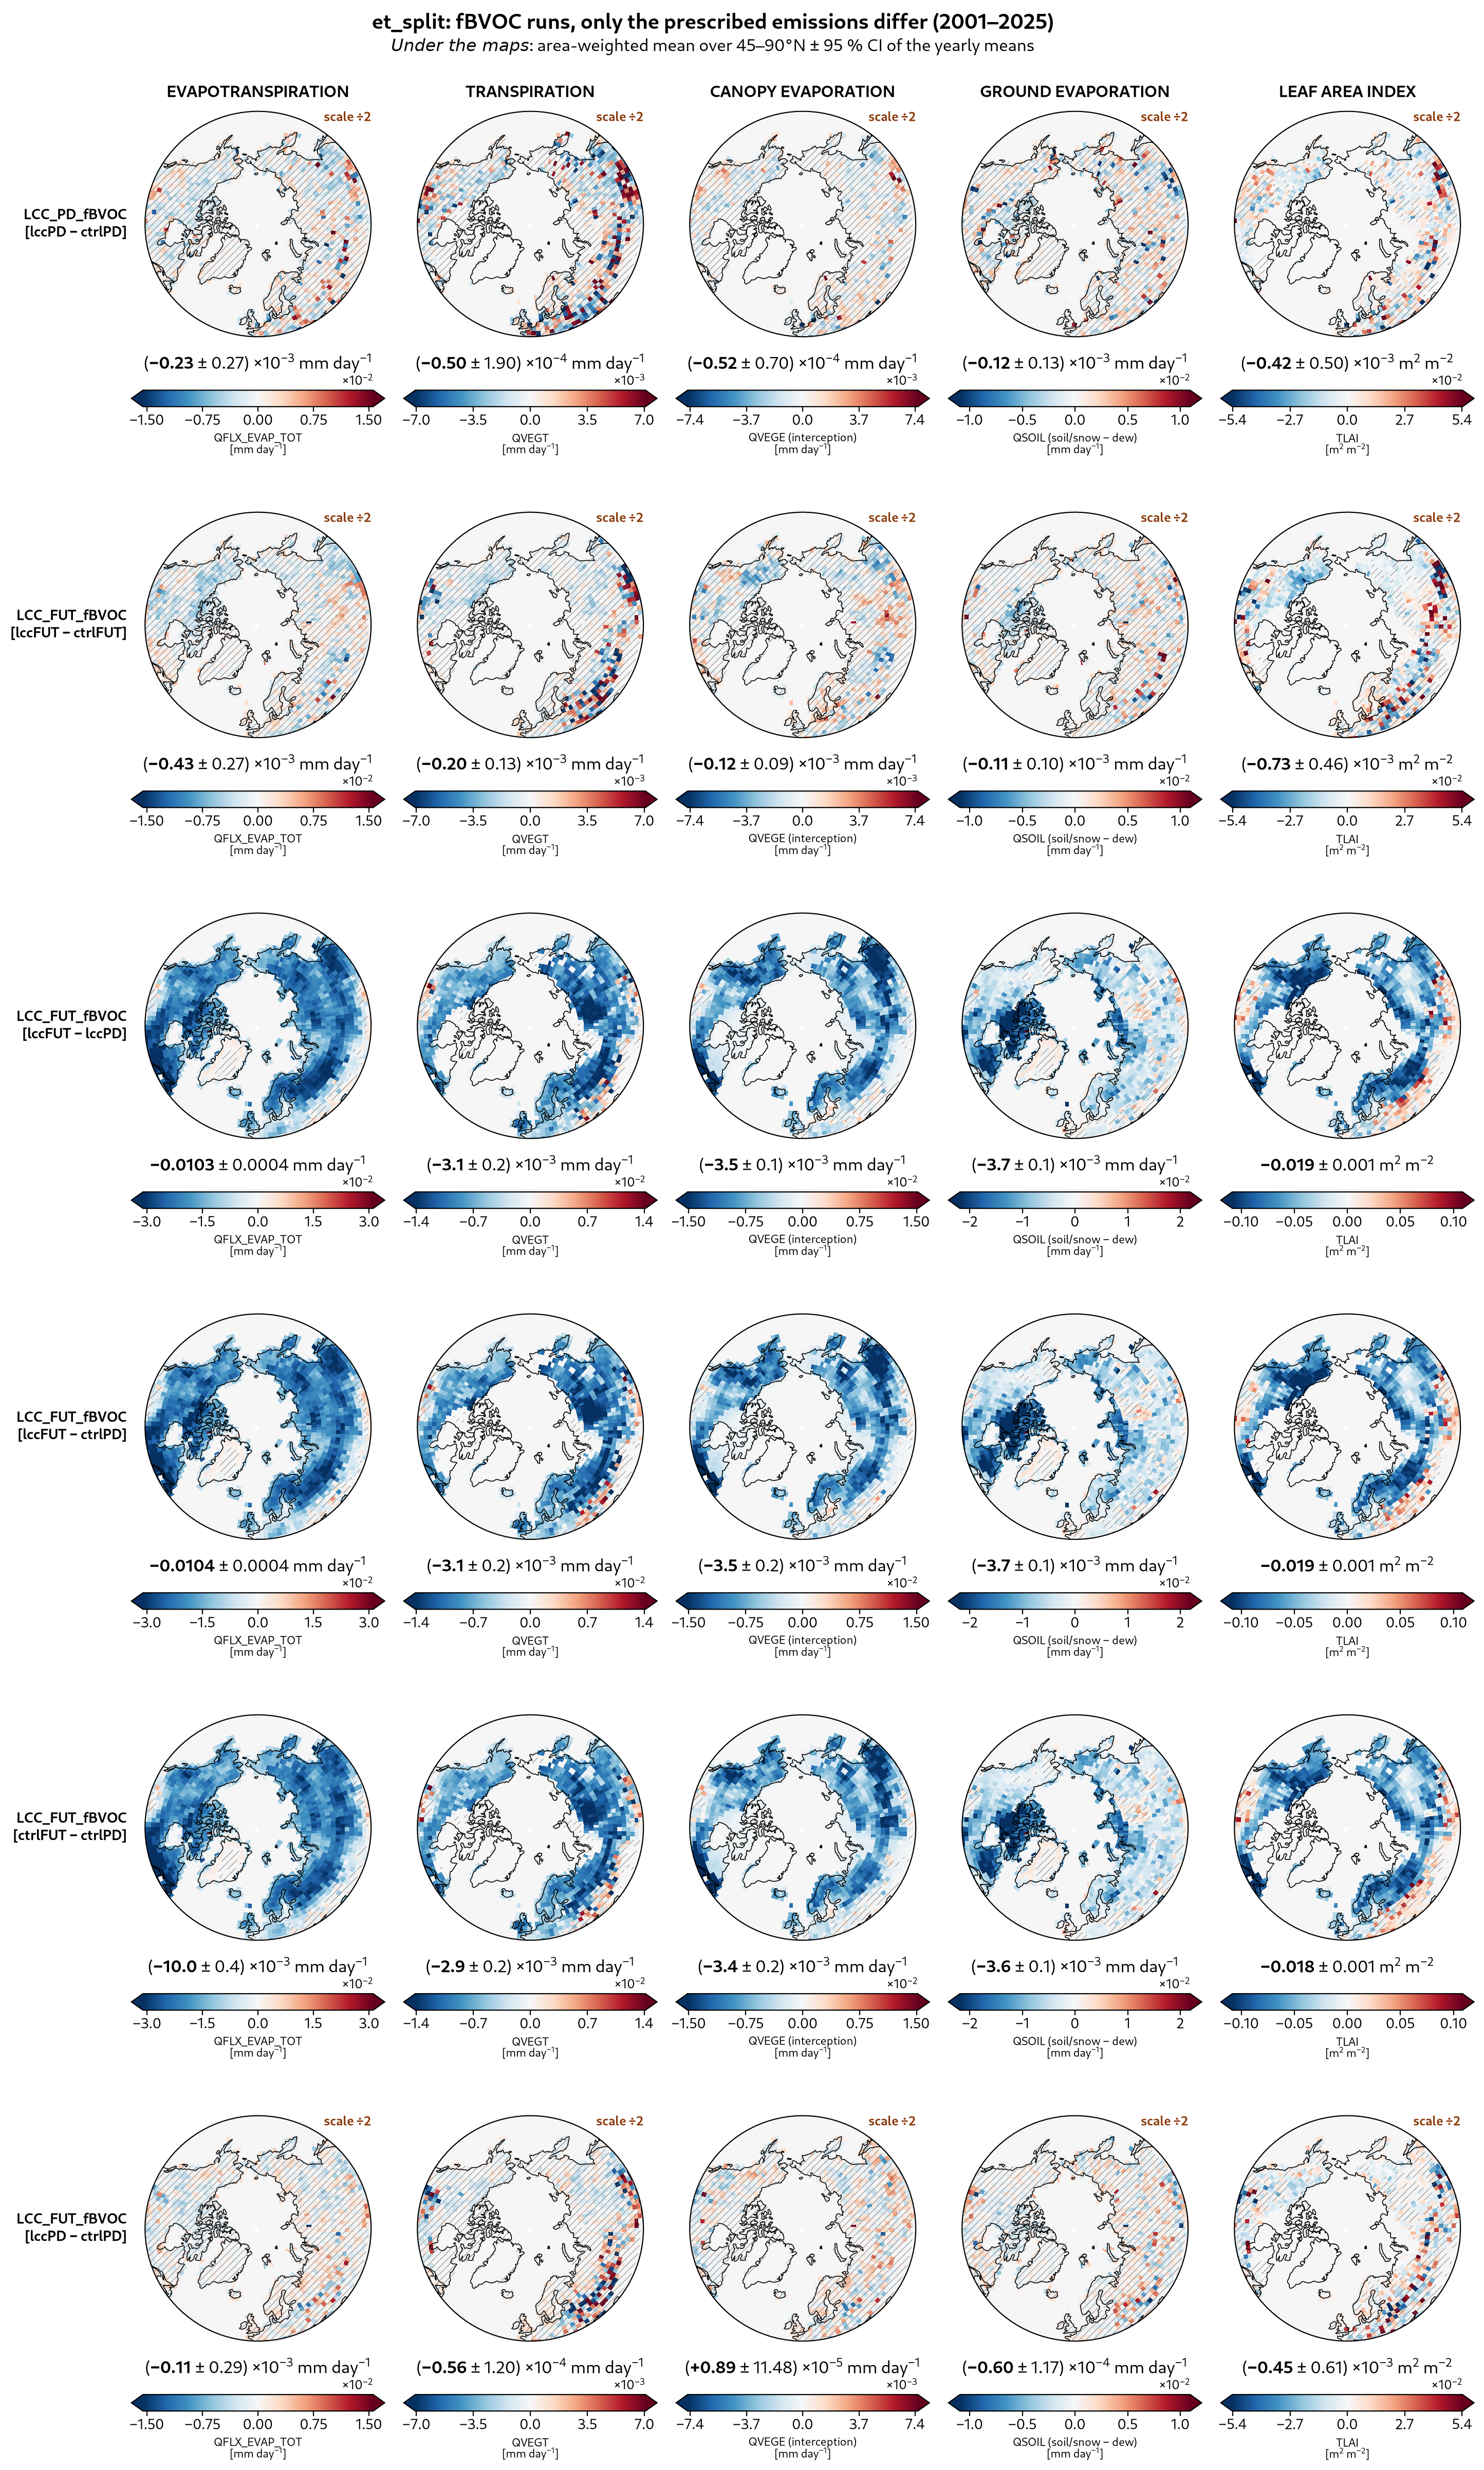 et_split: fBVOC runs, only the prescribed emissions differ (2001–2025)
Under the maps: area-weighted mean over 45–90°N ± 95 % CI of the yearly means
EVAPOTRANSPIRATION TRANSPIRATION CANOPY EVAPORATION GROUND EVAPORATION LEAF AREA INDEX
scale ÷2 scale ÷2 scale ÷2 scale ÷2 scale ÷2
LCC_PD_fBVOC
[lccPD − ctrlPD]
(−0.23 ± 0.27) ×10⁻³ mm day⁻¹ (−0.50 ± 1.90) ×10⁻⁴ mm day⁻¹ (−0.52 ± 0.70) ×10⁻⁴ mm day⁻¹ (−0.12 ± 0.13) ×10⁻³ mm day⁻¹ (−0.42 ± 0.50) ×10⁻³ m² m⁻²
×10⁻² ×10⁻³ ×10⁻³ ×10⁻² ×10⁻²
−1.50 −0.75 0.00 0.75 1.50 −7.0 −3.5 0.0 3.5 7.0 −7.4 −3.7 0.0 3.7 7.4 −1.0 −0.5 0.0 0.5 1.0 −5.4 −2.7 0.0 2.7 5.4
QFLX_EVAP_TOT QVEGT QVEGE (interception) QSOIL (soil/snow − dew) TLAI
[mm day⁻¹] [mm day⁻¹] [mm day⁻¹] [mm day⁻¹] [m² m⁻²]
scale ÷2 scale ÷2 scale ÷2 scale ÷2 scale ÷2
LCC_FUT_fBVOC
[lccFUT − ctrlFUT]
(−0.43 ± 0.27) ×10⁻³ mm day⁻¹ (−0.20 ± 0.13) ×10⁻³ mm day⁻¹ (−0.12 ± 0.09) ×10⁻³ mm day⁻¹ (−0.11 ± 0.10) ×10⁻³ mm day⁻¹ (−0.73 ± 0.46) ×10⁻³ m² m⁻²
×10⁻² ×10⁻³ ×10⁻³ ×10⁻² ×10⁻²
−1.50 −0.75 0.00 0.75 1.50 −7.0 −3.5 0.0 3.5 7.0 −7.4 −3.7 0.0 3.7 7.4 −1.0 −0.5 0.0 0.5 1.0 −5.4 −2.7 0.0 2.7 5.4
QFLX_EVAP_TOT QVEGT QVEGE (interception) QSOIL (soil/snow − dew) TLAI
[mm day⁻¹] [mm day⁻¹] [mm day⁻¹] [mm day⁻¹] [m² m⁻²]
LCC_FUT_fBVOC
[lccFUT − lccPD]
−0.0103 ± 0.0004 mm day⁻¹ (−3.1 ± 0.2) ×10⁻³ mm day⁻¹ (−3.5 ± 0.1) ×10⁻³ mm day⁻¹ (−3.7 ± 0.1) ×10⁻³ mm day⁻¹ −0.019 ± 0.001 m² m⁻²
×10⁻² ×10⁻² ×10⁻² ×10⁻²
−3.0 −1.5 0.0 1.5 3.0 −1.4 −0.7 0.0 0.7 1.4 −1.50 −0.75 0.00 0.75 1.50 −2 −1 0 1 2 −0.10 −0.05 0.00 0.05 0.10
QFLX_EVAP_TOT QVEGT QVEGE (interception) QSOIL (soil/snow − dew) TLAI
[mm day⁻¹] [mm day⁻¹] [mm day⁻¹] [mm day⁻¹] [m² m⁻²]
LCC_FUT_fBVOC
[lccFUT − ctrlPD]
−0.0104 ± 0.0004 mm day⁻¹ (−3.1 ± 0.2) ×10⁻³ mm day⁻¹ (−3.5 ± 0.2) ×10⁻³ mm day⁻¹ (−3.7 ± 0.1) ×10⁻³ mm day⁻¹ −0.019 ± 0.001 m² m⁻²
×10⁻² ×10⁻² ×10⁻² ×10⁻²
−3.0 −1.5 0.0 1.5 3.0 −1.4 −0.7 0.0 0.7 1.4 −1.50 −0.75 0.00 0.75 1.50 −2 −1 0 1 2 −0.10 −0.05 0.00 0.05 0.10
QFLX_EVAP_TOT QVEGT QVEGE (interception) QSOIL (soil/snow − dew) TLAI
[mm day⁻¹] [mm day⁻¹] [mm day⁻¹] [mm day⁻¹] [m² m⁻²]
LCC_FUT_fBVOC
[ctrlFUT − ctrlPD]
(−10.0 ± 0.4) ×10⁻³ mm day⁻¹ (−2.9 ± 0.2) ×10⁻³ mm day⁻¹ (−3.4 ± 0.2) ×10⁻³ mm day⁻¹ (−3.6 ± 0.1) ×10⁻³ mm day⁻¹ −0.018 ± 0.001 m² m⁻²
×10⁻² ×10⁻² ×10⁻² ×10⁻²
−3.0 −1.5 0.0 1.5 3.0 −1.4 −0.7 0.0 0.7 1.4 −1.50 −0.75 0.00 0.75 1.50 −2 −1 0 1 2 −0.10 −0.05 0.00 0.05 0.10
QFLX_EVAP_TOT QVEGT QVEGE (interception) QSOIL (soil/snow − dew) TLAI
[mm day⁻¹] [mm day⁻¹] [mm day⁻¹] [mm day⁻¹] [m² m⁻²]
scale ÷2 scale ÷2 scale ÷2 scale ÷2 scale ÷2
LCC_FUT_fBVOC
[lccPD − ctrlPD]
(−0.11 ± 0.29) ×10⁻³ mm day⁻¹ (−0.56 ± 1.20) ×10⁻⁴ mm day⁻¹ (+0.89 ± 11.48) ×10⁻⁵ mm day⁻¹ (−0.60 ± 1.17) ×10⁻⁴ mm day⁻¹ (−0.45 ± 0.61) ×10⁻³ m² m⁻²
×10⁻² ×10⁻³ ×10⁻³ ×10⁻² ×10⁻²
−1.50 −0.75 0.00 0.75 1.50 −7.0 −3.5 0.0 3.5 7.0 −7.4 −3.7 0.0 3.7 7.4 −1.0 −0.5 0.0 0.5 1.0 −5.4 −2.7 0.0 2.7 5.4
QFLX_EVAP_TOT QVEGT QVEGE (interception) QSOIL (soil/snow − dew) TLAI
[mm day⁻¹] [mm day⁻¹] [mm day⁻¹] [mm day⁻¹] [m² m⁻²]